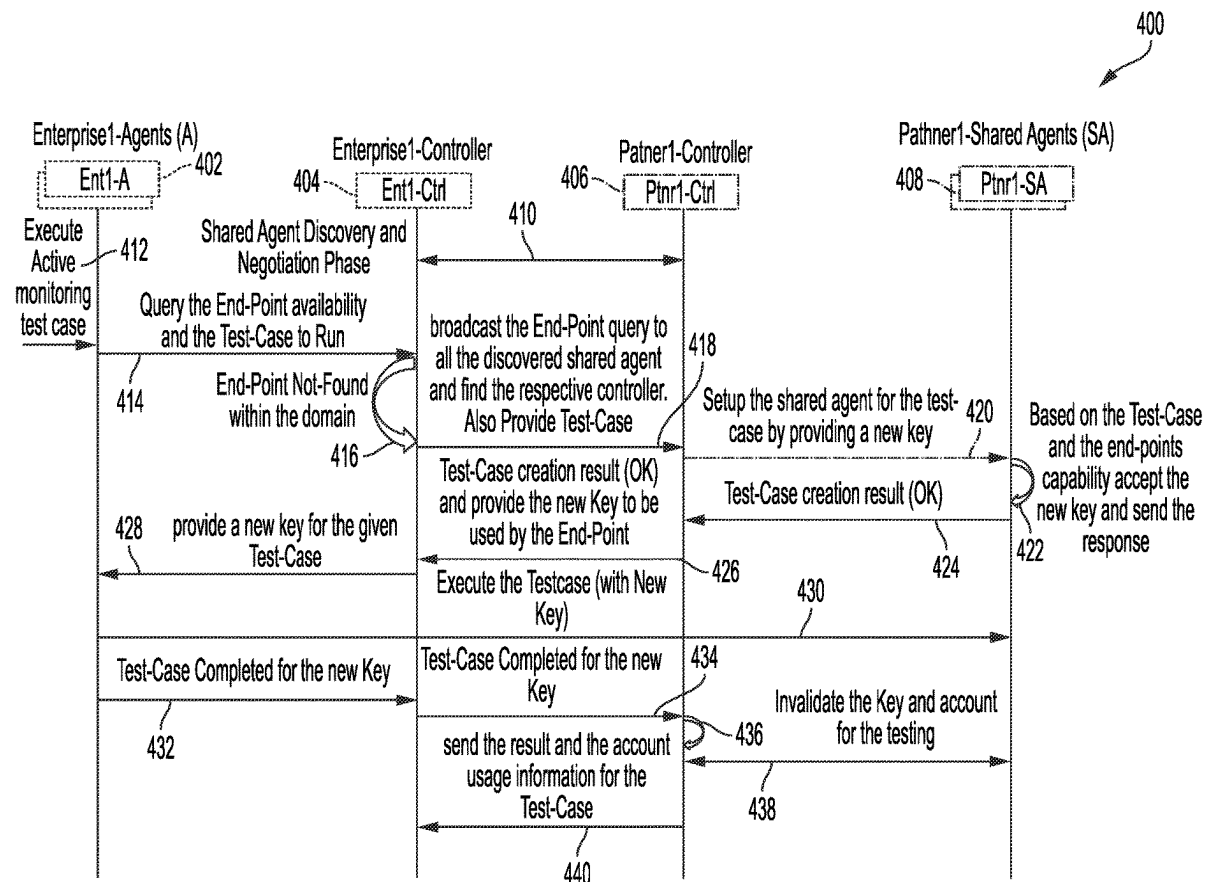 400
Enterprise1-Agents (A)
Ent1-A
402
Enterprise1-Controller
404
Ent1-Ctrl
Patner1-Controller
406
Ptnr1-Ctrl
Pathner1-Shared Agents (SA)
408
Ptnr1-SA
Execute
Active
monitoring
test case
412
Shared Agent Discovery and
Negotiation Phase
410
Query the End-Point availability
and the Test-Case to Run
414
End-Point Not-Found
within the domain
416
broadcast the End-Point query to
all the discovered shared agent
and find the respective controller.
Also Provide Test-Case
418
Setup the shared agent for the test-
case by providing a new key
420
Based on the Test-Case
and the end-points
capability accept the
new key and send the
response
422
Test-Case creation result (OK)
424
Test-Case creation result (OK)
and provide the new Key to be
used by the End-Point
426
428
provide a new key for the given
Test-Case
Execute the Testcase (with New
Key)
430
Test-Case Completed for the new Key
432
Test-Case Completed for the new
Key
434
436
Invalidate the Key and account
for the testing
438
send the result and the account
usage information for the
Test-Case
440